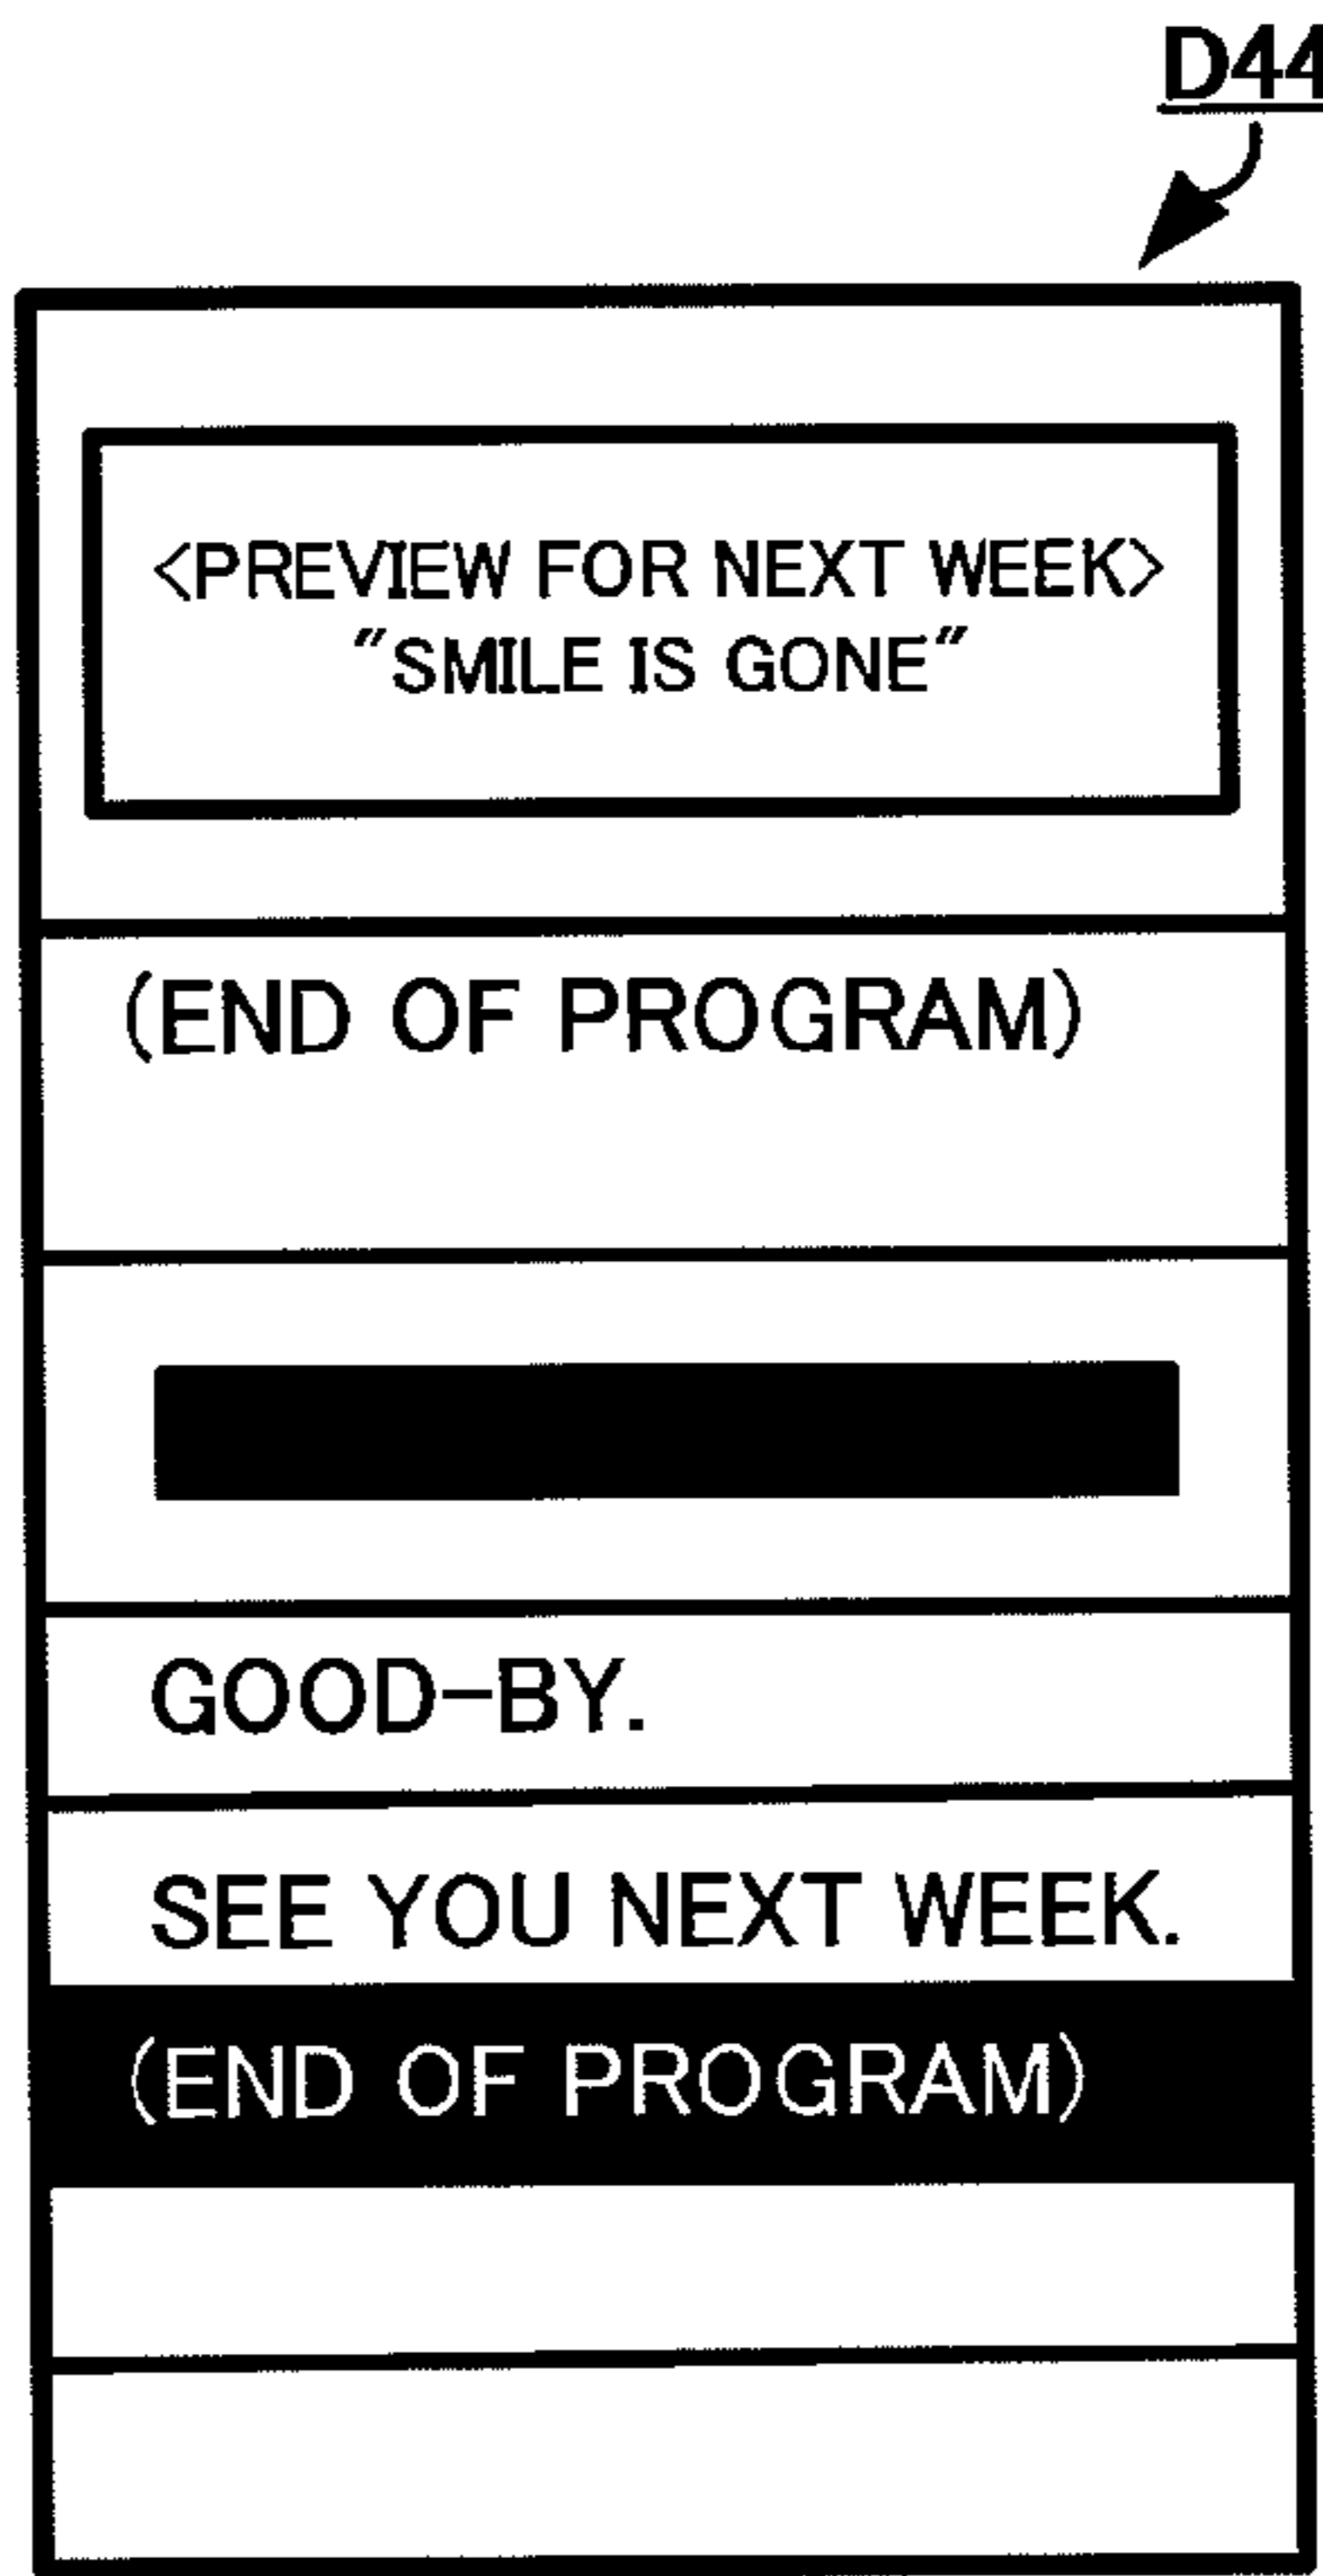 D44
<PREVIEW FOR NEXT WEEK>
"SMILE IS GONE"
(END OF PROGRAM)
GOOD-BY.
SEE YOU NEXT WEEK.
(END OF PROGRAM)